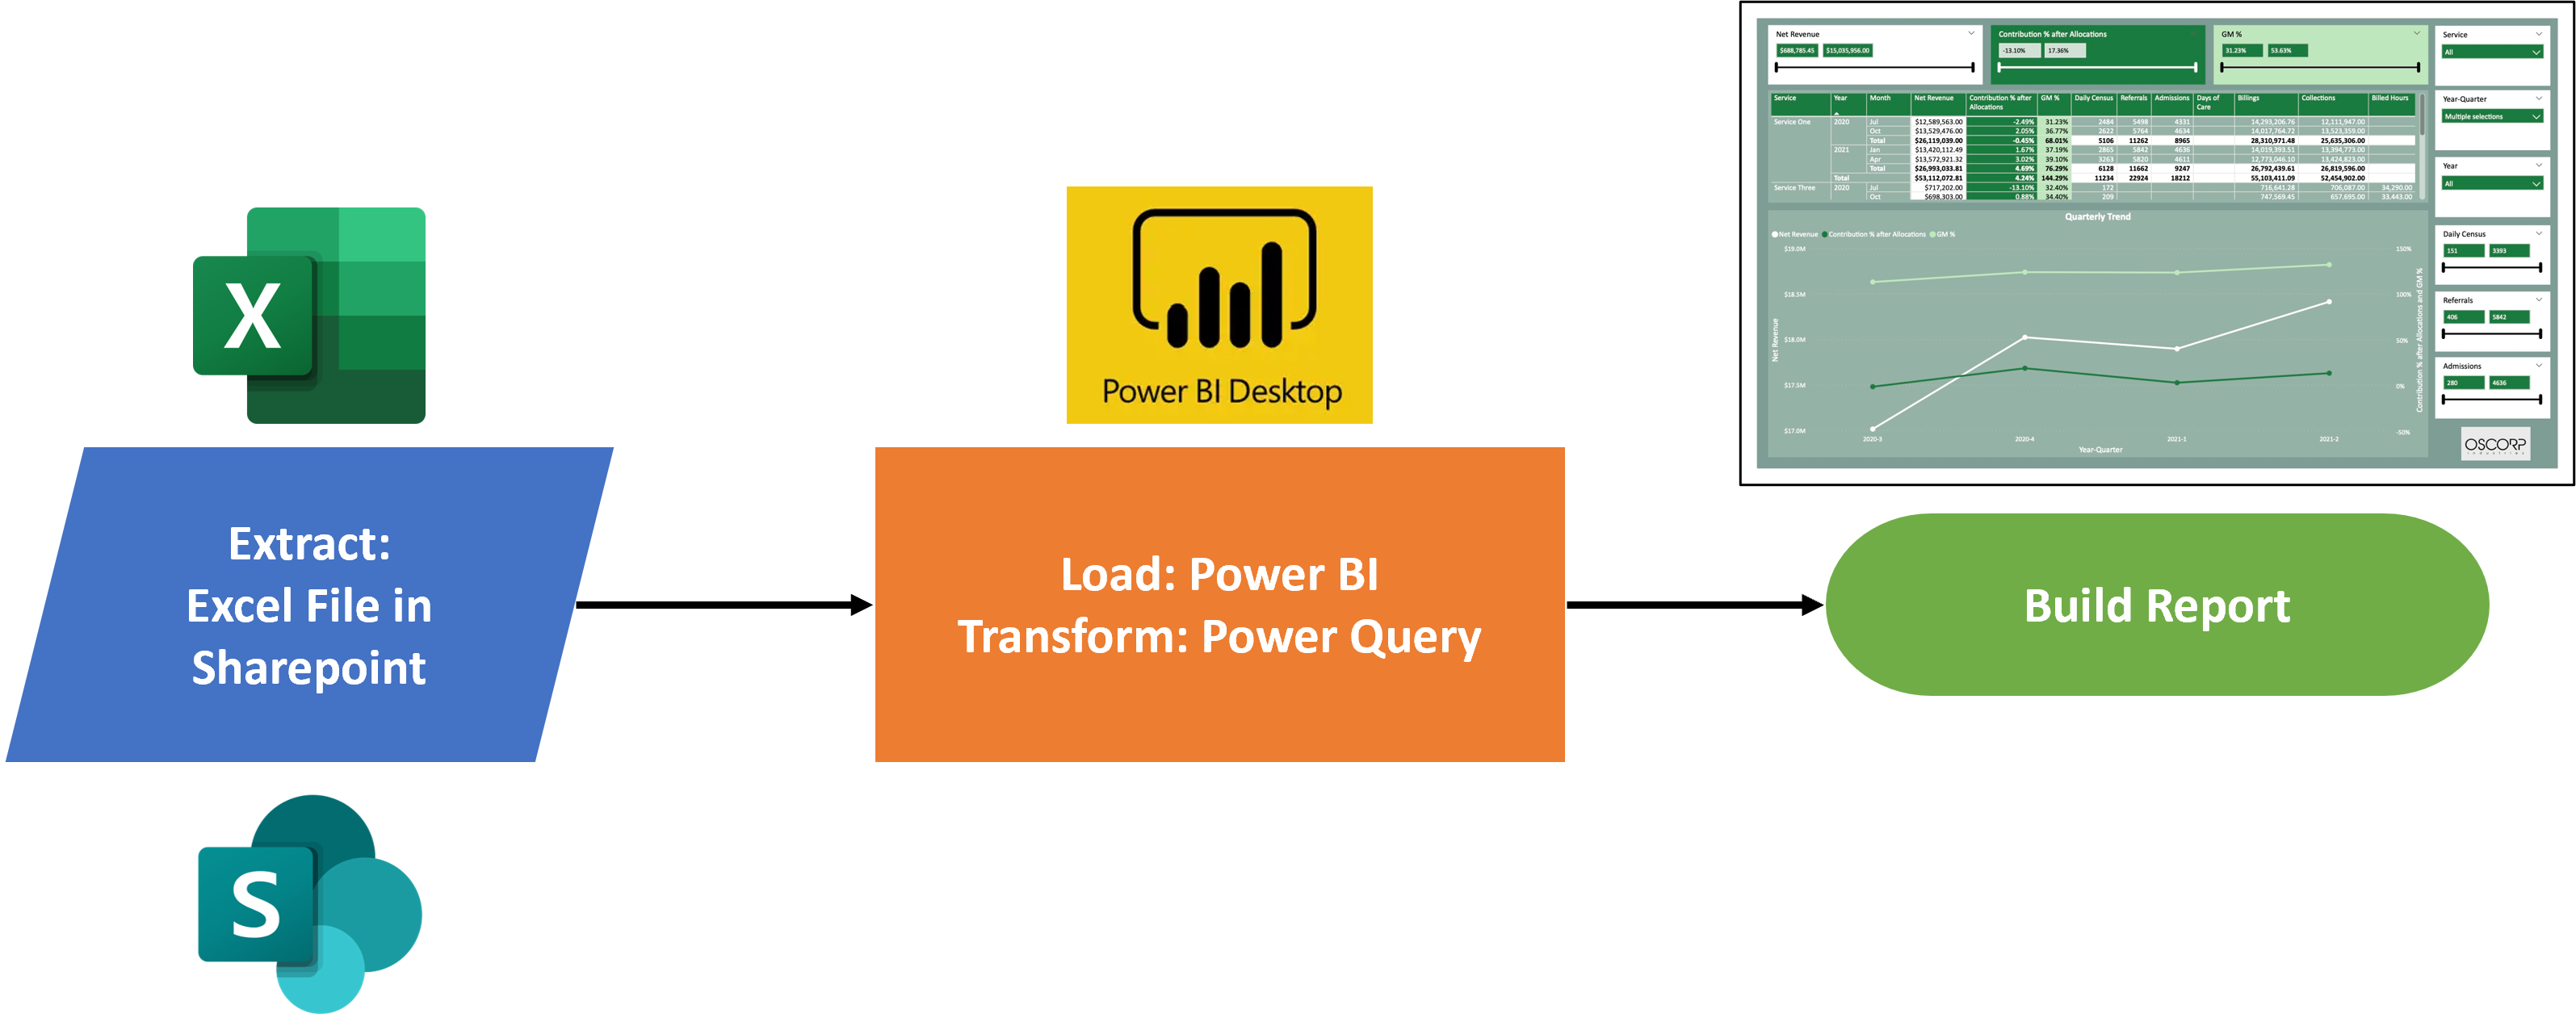 Net Revenue
$688,785.45 $15,035,956.00
Contribution % after Allocations
-13.10% 17.36%
GM %
31.23% 53.63%
Service
All
Year-Quarter
Multiple selections
Year
All
Daily Census
151 3393
Referrals
406 5842
Admissions
280 4636
OSCORP
industries
Service Year Month Net Revenue Contribution % after Allocations GM % Daily Census Referrals Admissions Days of Care Billings Collections Billed Hours
Service One 2020 Jul $12,589,563.00 -2.49% 31.23% 2484 5498 4331 14,293,206.76 12,111,947.00
Oct $13,529,476.00 2.05% 36.77% 2622 5764 4634 14,017,764.72 13,523,359.00
Total $26,119,039.00 -0.45% 68.01% 5106 11262 8965 28,310,971.48 25,635,306.00
2021 Jan $13,420,112.49 1.67% 37.19% 2865 5842 4636 14,019,393.51 13,394,773.00
Apr $13,572,921.32 3.02% 39.10% 3263 5820 4611 12,773,046.10 13,424,823.00
Total $26,993,033.81 4.69% 76.29% 6128 11662 9247 26,792,439.61 26,819,596.00
Total $53,112,072.81 4.24% 144.29% 11234 22924 18212 55,103,411.09 52,454,902.00
Service Three 2020 Jul $717,202.00 -13.10% 32.40% 172 716,641.28 706,087.00 34,290.00
Oct $698,303.00 0.88% 34.40% 209 747,569.45 657,695.00 33,443.00
Quarterly Trend
Net Revenue Contribution % after Allocations GM %
$19.0M
$18.5M
$18.0M
$17.5M
$17.0M
Net Revenue
150%
100%
50%
0%
-50%
Contribution % after Allocations and GM %
2020-3 2020-4 2021-1 2021-2
Year-Quarter
X
Power BI Desktop
Extract:
Excel File in
Sharepoint
Load: Power BI
Transform: Power Query
Build Report
S